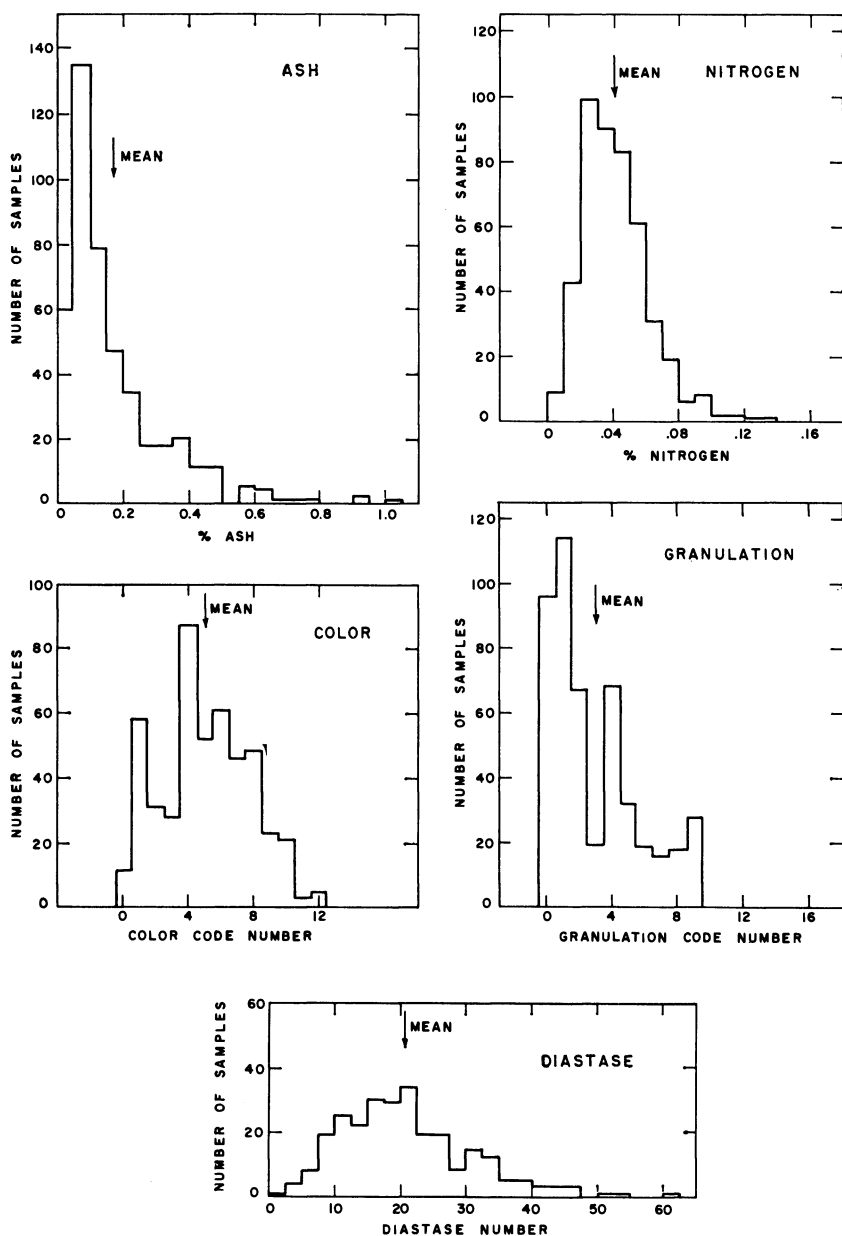 ASH
MEAN
NUMBER OF SAMPLES
140
120
100
80
60
40
20
0
0 0.2 0.4 0.6 0.8 1.0
% ASH
NITROGEN
MEAN
NUMBER OF SAMPLES
120
100
80
60
40
20
0
0 .04 .08 .12 .16
% NITROGEN
COLOR
MEAN
NUMBER OF SAMPLES
100
80
60
40
20
0
0 4 8 12
COLOR CODE NUMBER
GRANULATION
MEAN
NUMBER OF SAMPLES
120
100
80
60
40
20
0
0 4 8 12 16
GRANULATION CODE NUMBER
DIASTASE
MEAN
NUMBER OF SAMPLES
60
40
20
0
0 10 20 30 40 50 60
DIASTASE NUMBER